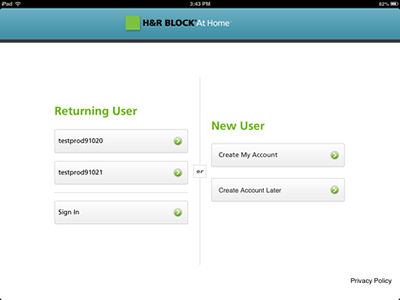 iPad 3:43 PM 82%
H&R BLOCK® At Home™
Returning User
testprod91020
testprod91021
Sign In
or
New User
Create My Account
Create Account Later
Privacy Policy